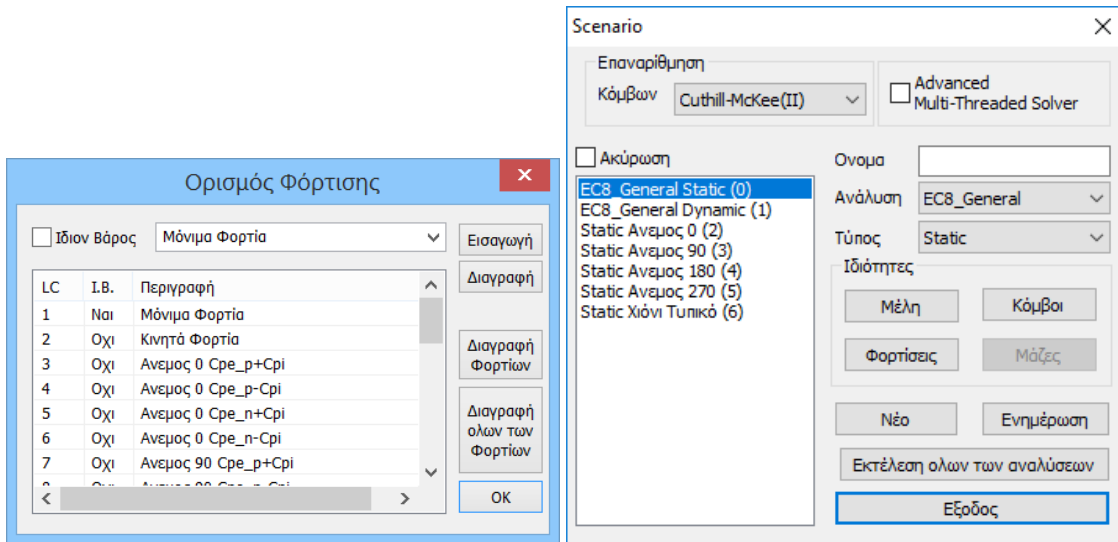 Ορισμός Φόρτισης
Ιδιον Βάρος
Μόνιμα Φορτία
Εισαγωγή
Διαγραφή
LC Ι.Β. Περιγραφή
1 Ναι Μόνιμα Φορτία
2 Οχι Κινητά Φορτία
3 Οχι Ανεμος 0 Cpe_p+Cpi
4 Οχι Ανεμος 0 Cpe_p-Cpi
5 Οχι Ανεμος 0 Cpe_n+Cpi
6 Οχι Ανεμος 0 Cpe_n-Cpi
7 Οχι Ανεμος 90 Cpe_p+Cpi
Διαγραφή
Φορτίων
Διαγραφή
ολων των
Φορτίων
OK
Scenario
Επαναρίθμηση
Κόμβων
Cuthill-McKee(II)
Advanced
Multi-Threaded Solver
Ακύρωση
EC8_General Static (0)
EC8_General Dynamic (1)
Static Ανεμος 0 (2)
Static Ανεμος 90 (3)
Static Ανεμος 180 (4)
Static Ανεμος 270 (5)
Static Χιόνι Τυπικό (6)
Ονομα
Ανάλυση
EC8_General
Τύπος
Static
Ιδιότητες
Μέλη
Κόμβοι
Φορτίσεις
Μάζες
Νέο
Ενημέρωση
Εκτέλεση ολων των αναλύσεων
Εξοδος